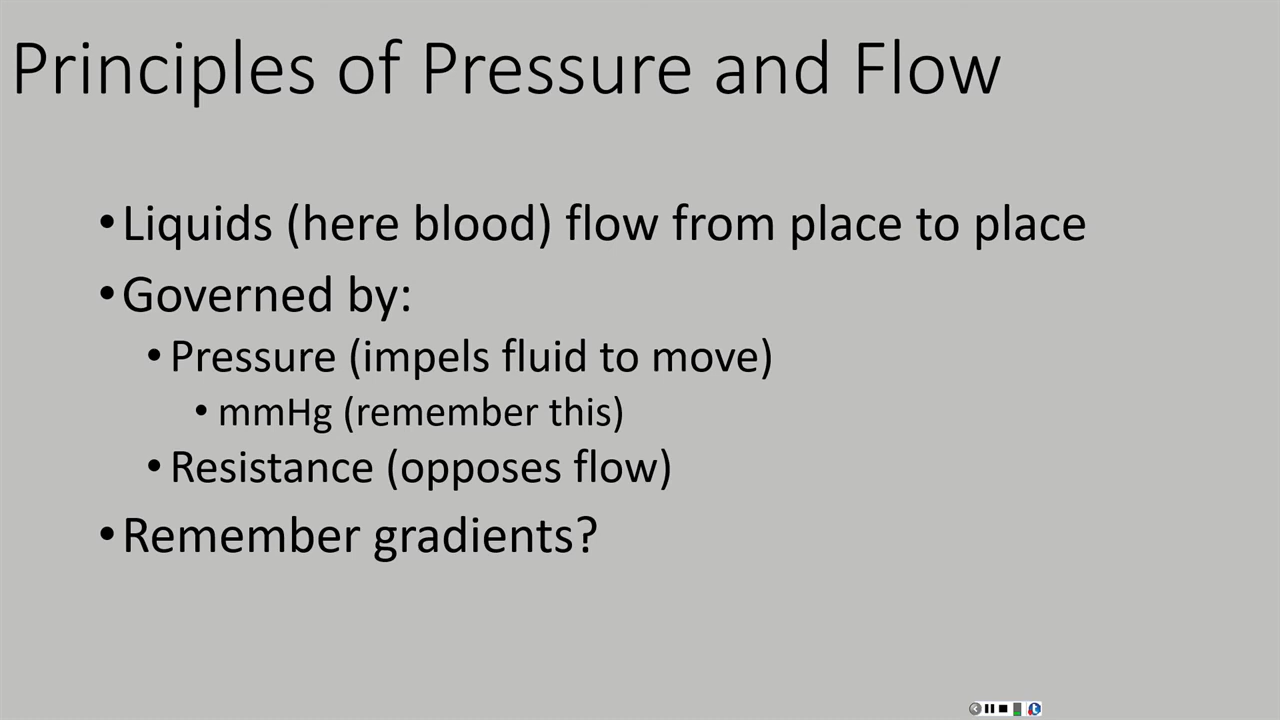 Principles of Pressure and Flow
•Liquids (here blood) flow from place to place
•Governed by:
•Pressure (impels fluid to move)
•mmHg (remember this)
•Resistance (opposes flow)
•Remember gradients?